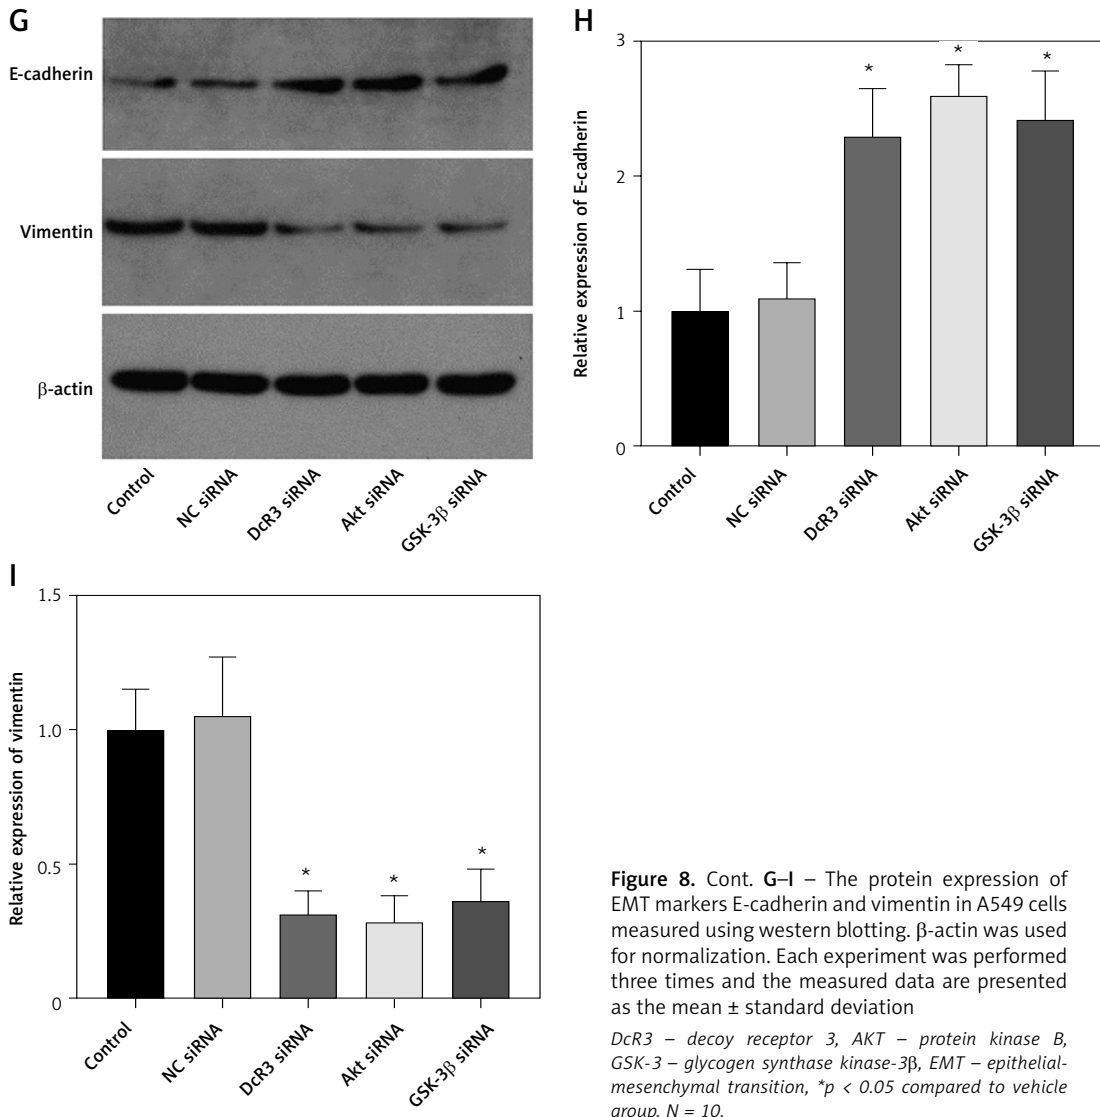 G
E-cadherin
Vimentin
β-actin
Control
NC siRNA
DcR3 siRNA
Akt siRNA
GSK-3β siRNA
H
Relative expression of E-cadherin
3
2
1
0
*
*
*
Control
NC siRNA
DcR3 siRNA
Akt siRNA
GSK-3β siRNA
I
Relative expression of vimentin
1.5
1.0
0.5
0
*
*
*
Control
NC siRNA
DcR3 siRNA
Akt siRNA
GSK-3β siRNA
Figure 8. Cont. G–I – The protein expression of
EMT markers E-cadherin and vimentin in A549 cells
measured using western blotting. β-actin was used
for normalization. Each experiment was performed
three times and the measured data are presented
as the mean ± standard deviation
DcR3 – decoy receptor 3, AKT – protein kinase B,
GSK-3 – glycogen synthase kinase-3β, EMT – epithelial-
mesenchymal transition, *p < 0.05 compared to vehicle
group. N = 10.